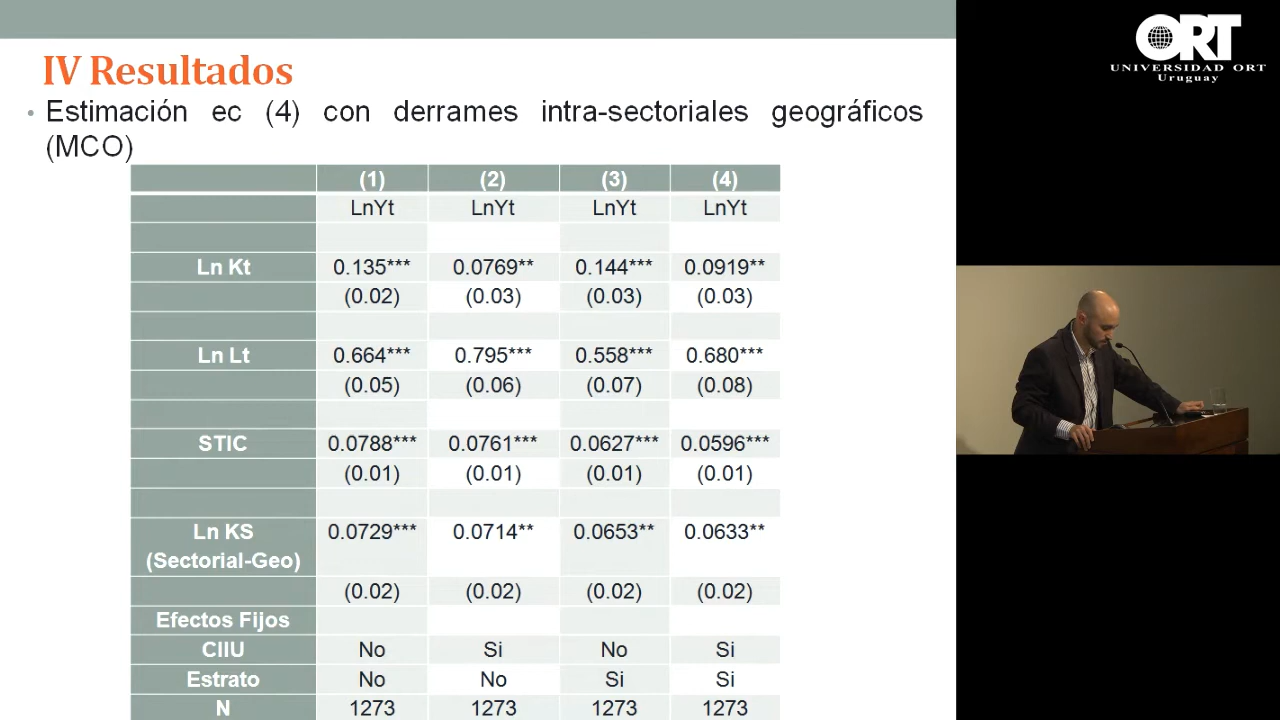 IV Resultados
• Estimación ec (4) con derrames intra-sectoriales geográficos
(MCO)
(1) (2) (3) (4)
LnYt LnYt LnYt LnYt
Ln Kt 0.135*** 0.0769** 0.144*** 0.0919**
(0.02) (0.03) (0.03) (0.03)
Ln Lt 0.664*** 0.795*** 0.558*** 0.680***
(0.05) (0.06) (0.07) (0.08)
STIC 0.0788*** 0.0761*** 0.0627*** 0.0596***
(0.01) (0.01) (0.01) (0.01)
Ln KS 0.0729*** 0.0714** 0.0653** 0.0633**
(Sectorial-Geo)
(0.02) (0.02) (0.02) (0.02)
Efectos Fijos
CIIU No Si No Si
Estrato No No Si Si
N 1273 1273 1273 1273
ORT
UNIVERSIDAD ORT
Uruguay